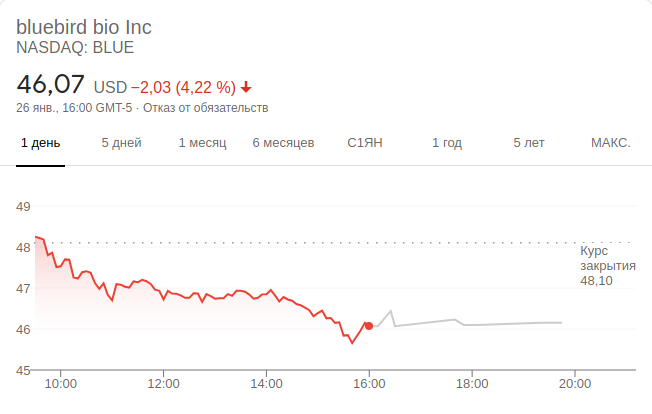 bluebird bio Inc
NASDAQ: BLUE
46,07 USD −2,03 (4,22 %)
26 янв., 16:00 GMT-5 · Отказ от обязательств
1 день 5 дней 1 месяц 6 месяцев С1ЯН 1 год 5 лет МАКС.
49
48
Курс
закрытия
48,10
47
46
45
10:00 12:00 14:00 16:00 18:00 20:00